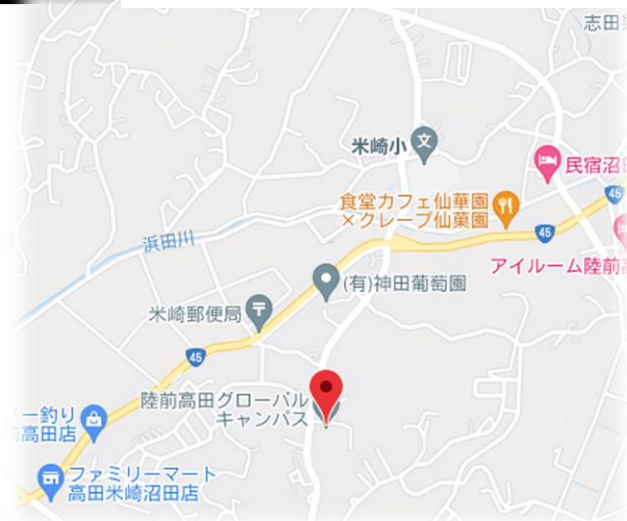 志田
米崎小
文
民宿沼
食堂カフェ仙華園
×クレープ仙菓園
45
45
浜田川
アイルーム陸前
(有)神田葡萄園
米崎郵便局
〒
45
陸前高田グローバル
キャンパス
ー釣り
高田店
ファミリーマート
高田米崎沼田店